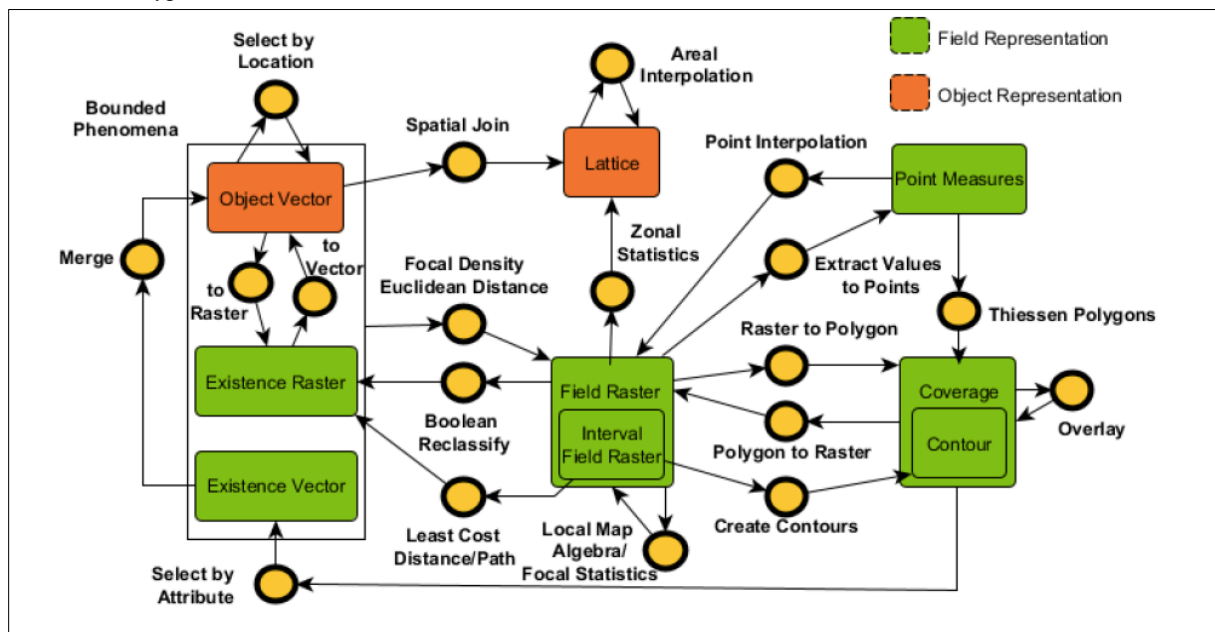 Select by
Location
Areal
Interpolation
Field Representation
Object Representation
Bounded
Phenomena
Spatial Join
Point Interpolation
Object Vector
Lattice
Point Measures
Merge
to
Raster
to
Vector
Focal Density
Euclidean Distance
Zonal
Statistics
Extract Values
to Points
Thiessen Polygons
Raster to Polygon
Existence Raster
Boolean
Reclassify
Field Raster
Interval
Field Raster
Polygon to Raster
Coverage
Contour
Overlay
Existence Vector
Least Cost
Distance/Path
Local Map
Algebra/
Focal Statistics
Create Contours
Select by
Attribute